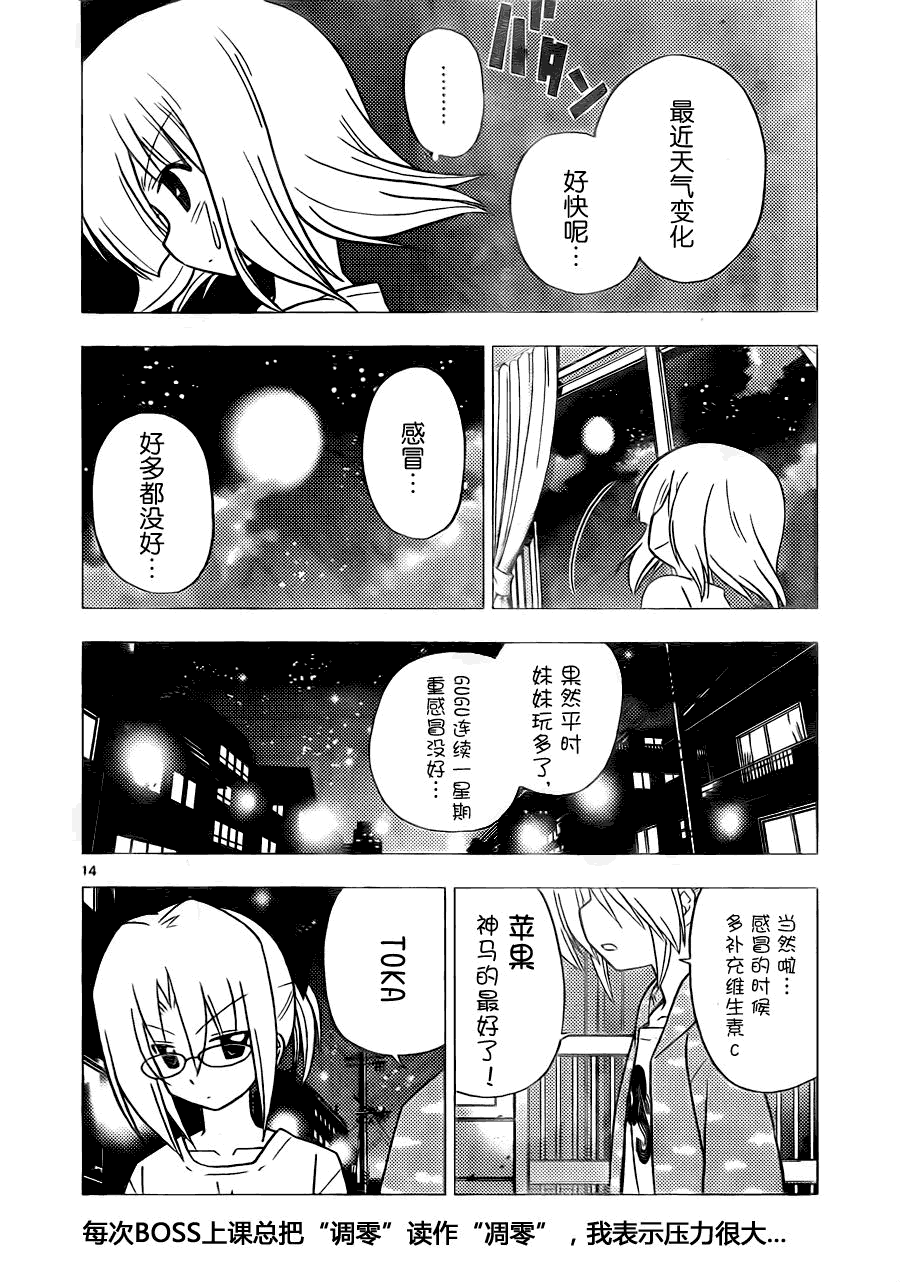 バタン
最近天气变化
好快呢…
………
感冒…
好多都没好…
果然平时
妹妹玩多了,
GUGU连续一星期
重感冒没好…
14
当然啦…
感冒的时候
多补充维生素C
苹果
神马的最好了!
TOKA
每次BOSS上课总把“调零”读作“凋零”，我表示压力很大...